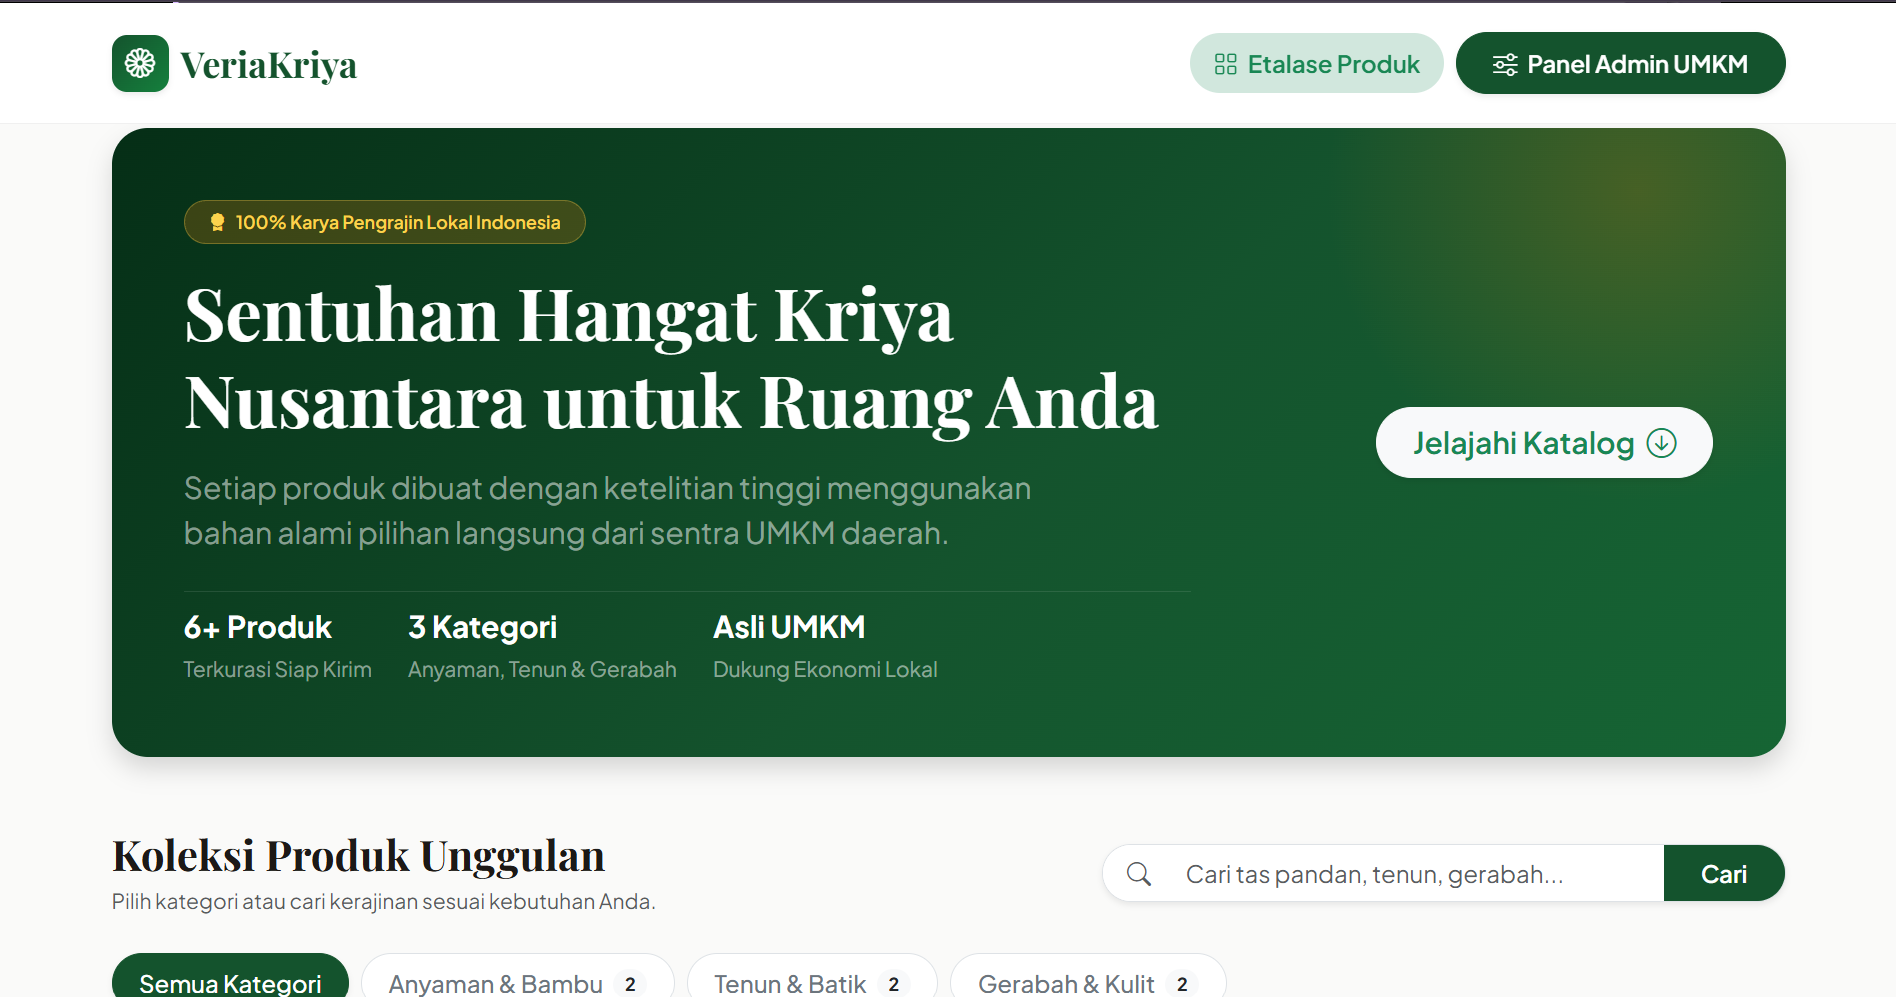 VeriaKriya
Etalase Produk
Panel Admin UMKM
100% Karya Pengrajin Lokal Indonesia
Sentuhan Hangat Kriya
Nusantara untuk Ruang Anda
Setiap produk dibuat dengan ketelitian tinggi menggunakan
bahan alami pilihan langsung dari sentra UMKM daerah.
Jelajahi Katalog
6+ Produk
Terkurasi Siap Kirim
3 Kategori
Anyaman, Tenun & Gerabah
Asli UMKM
Dukung Ekonomi Lokal
Koleksi Produk Unggulan
Pilih kategori atau cari kerajinan sesuai kebutuhan Anda.
Cari tas pandan, tenun, gerabah...
Cari
Semua Kategori
Anyaman & Bambu 2
Tenun & Batik 2
Gerabah & Kulit 2